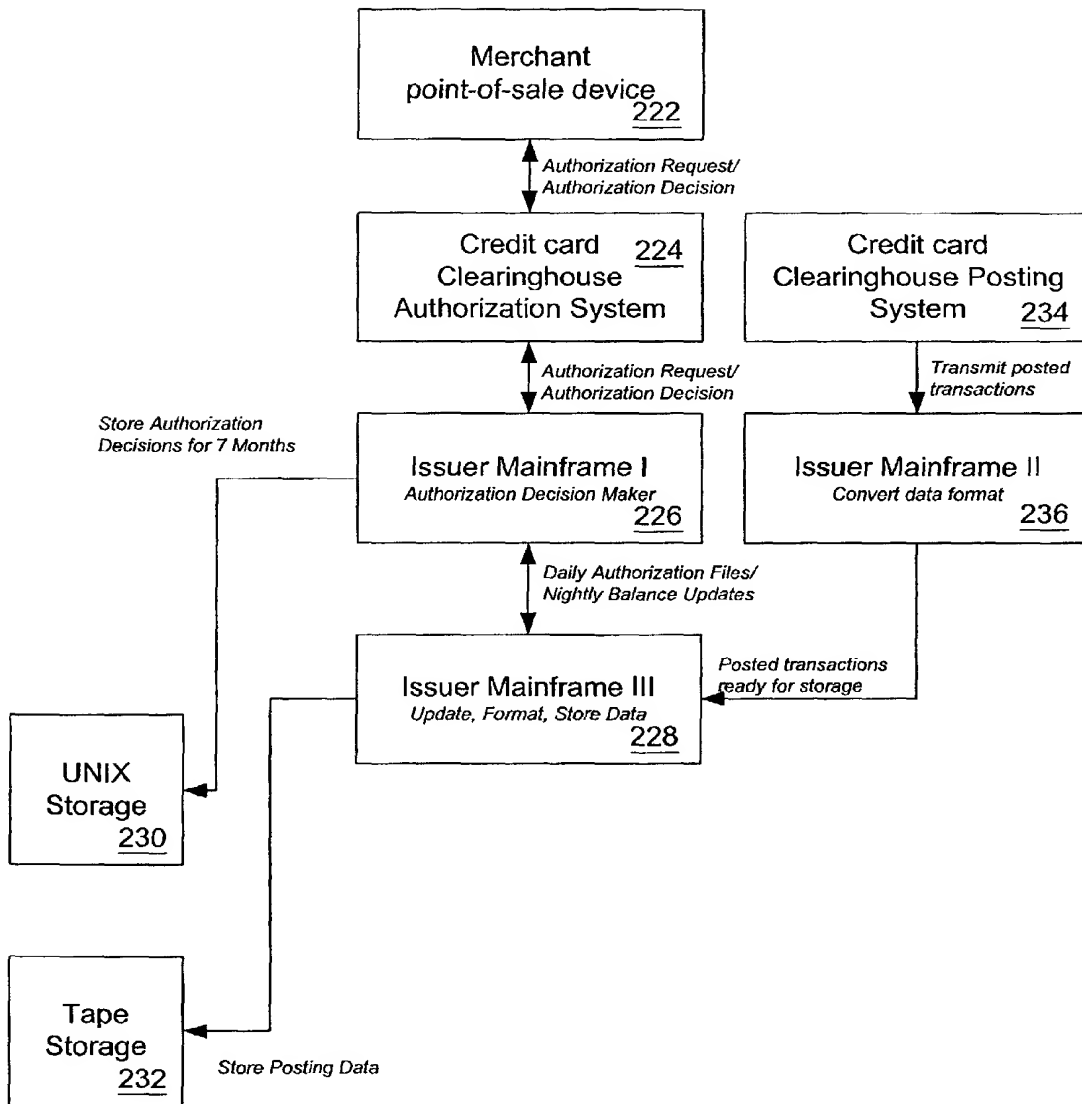 Merchant
point-of-sale device
222
Authorization Request/
Authorization Decision
Credit card
Clearinghouse
Authorization System
224
Credit card
Clearinghouse Posting
System
234
Authorization Request/
Authorization Decision
Transmit posted
transactions
Store Authorization
Decisions for 7 Months
Issuer Mainframe I
Authorization Decision Maker
226
Issuer Mainframe II
Convert data format
236
Daily Authorization Files/
Nightly Balance Updates
Issuer Mainframe III
Update, Format, Store Data
228
Posted transactions
ready for storage
UNIX
Storage
230
Tape
Storage
232
Store Posting Data